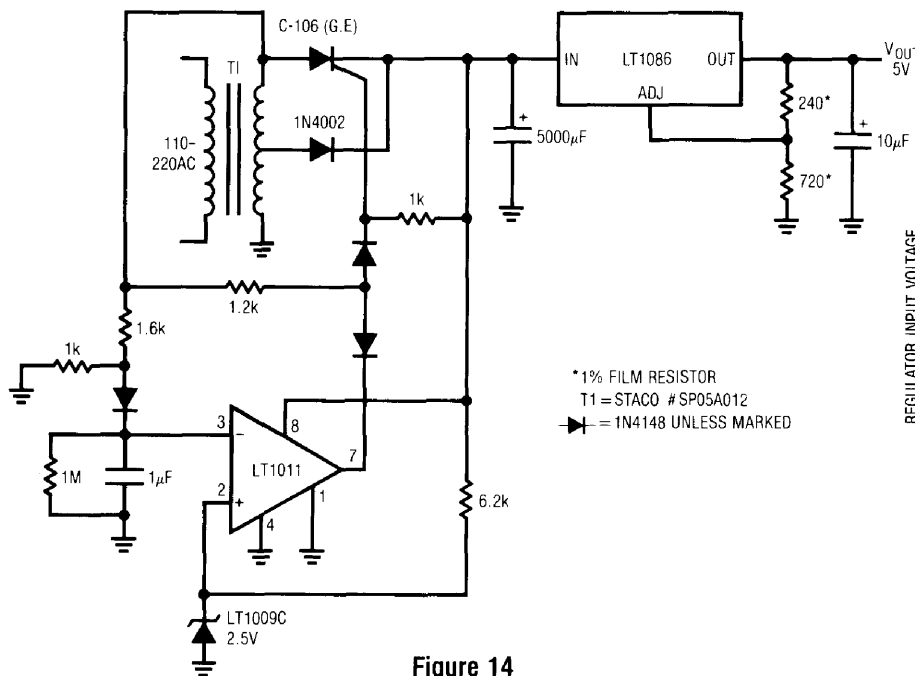 C-106 (G.E)
T1
1N4002
110–
220AC
IN
LT1086
OUT
ADJ
VOUT
5V
240*
720*
+
10µF
+
5000µF
1k
1.2k
1.6k
1k
1M
1µF
3
−
2
+
LT1011
8
7
1
4
6.2k
LT1009C
2.5V
*1% FILM RESISTOR
T1 = STACO # SP05A012
= 1N4148 UNLESS MARKED
REGULATOR INPUT VOLTAGE
Figure 14